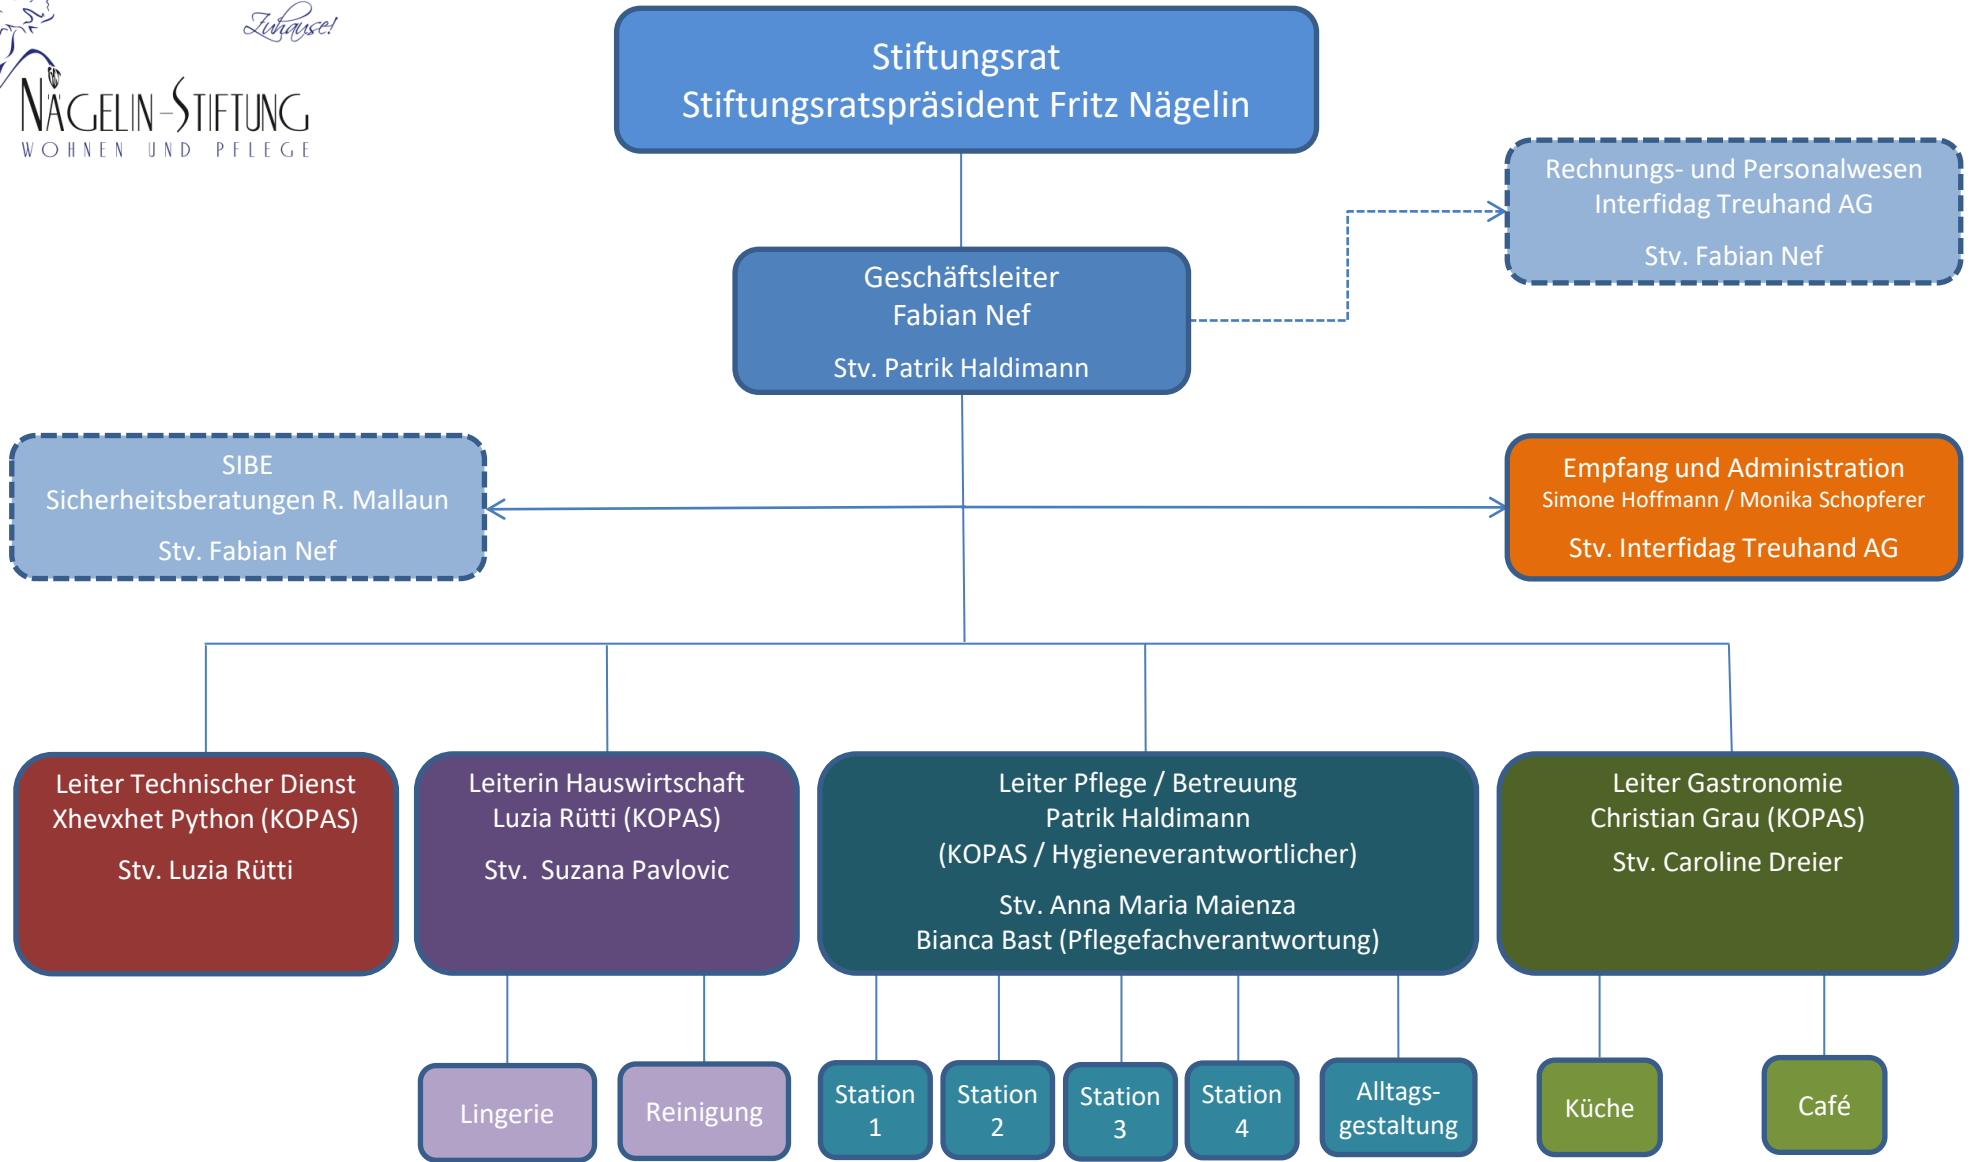 Zuhause!
NÄGELIN-STIFTUNG
WOHNEN UND PFLEGE
Stiftungsrat
Stiftungsratspräsident Fritz Nägelin
Rechnungs- und Personalwesen
Interfidag Treuhand AG
Stv. Fabian Nef
Geschäftsleiter
Fabian Nef
Stv. Patrik Haldimann
SIBE
Sicherheitsberatungen R. Mallaun
Stv. Fabian Nef
Empfang und Administration
Simone Hoffmann / Monika Schopferer
Stv. Interfidag Treuhand AG
Leiter Technischer Dienst
Xhevxhet Python (KOPAS)
Stv. Luzia Rütti
Leiterin Hauswirtschaft
Luzia Rütti (KOPAS)
Stv. Suzana Pavlovic
Leiter Pflege / Betreuung
Patrik Haldimann
(KOPAS / Hygieneverantwortlicher)
Stv. Anna Maria Maienza
Bianca Bast (Pflegefachverantwortung)
Leiter Gastronomie
Christian Grau (KOPAS)
Stv. Caroline Dreier
Lingerie
Reinigung
Station
1
Station
2
Station
3
Station
4
Alltags-
gestaltung
Küche
Café